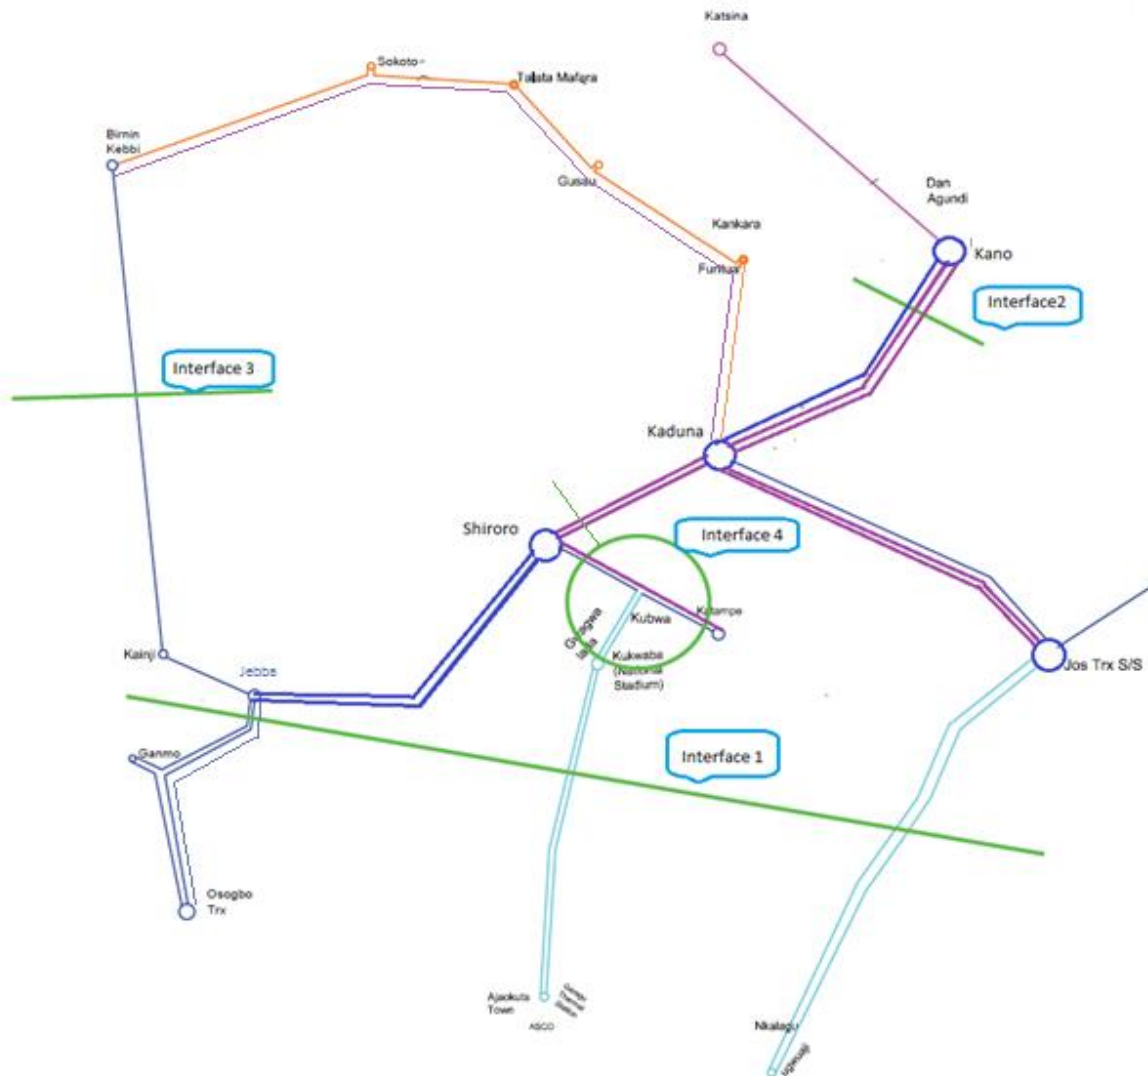 Katsina
Sokoto
Talata Mafara
Birnin
Kebbi
Gusau
Dan
Agundi
Kankara
Kano
Funtua
Interface2
Interface 3
Kaduna
Shiroro
Interface 4
Kubwa
Katampe
Kukwaba
(National
Stadium)
Kainji
Jebba
Jos Trx S/S
Ganmo
Interface 1
Osogbo
Trx
Ajaokuta
Town
ASCO
Nkalagu
ugwuaji